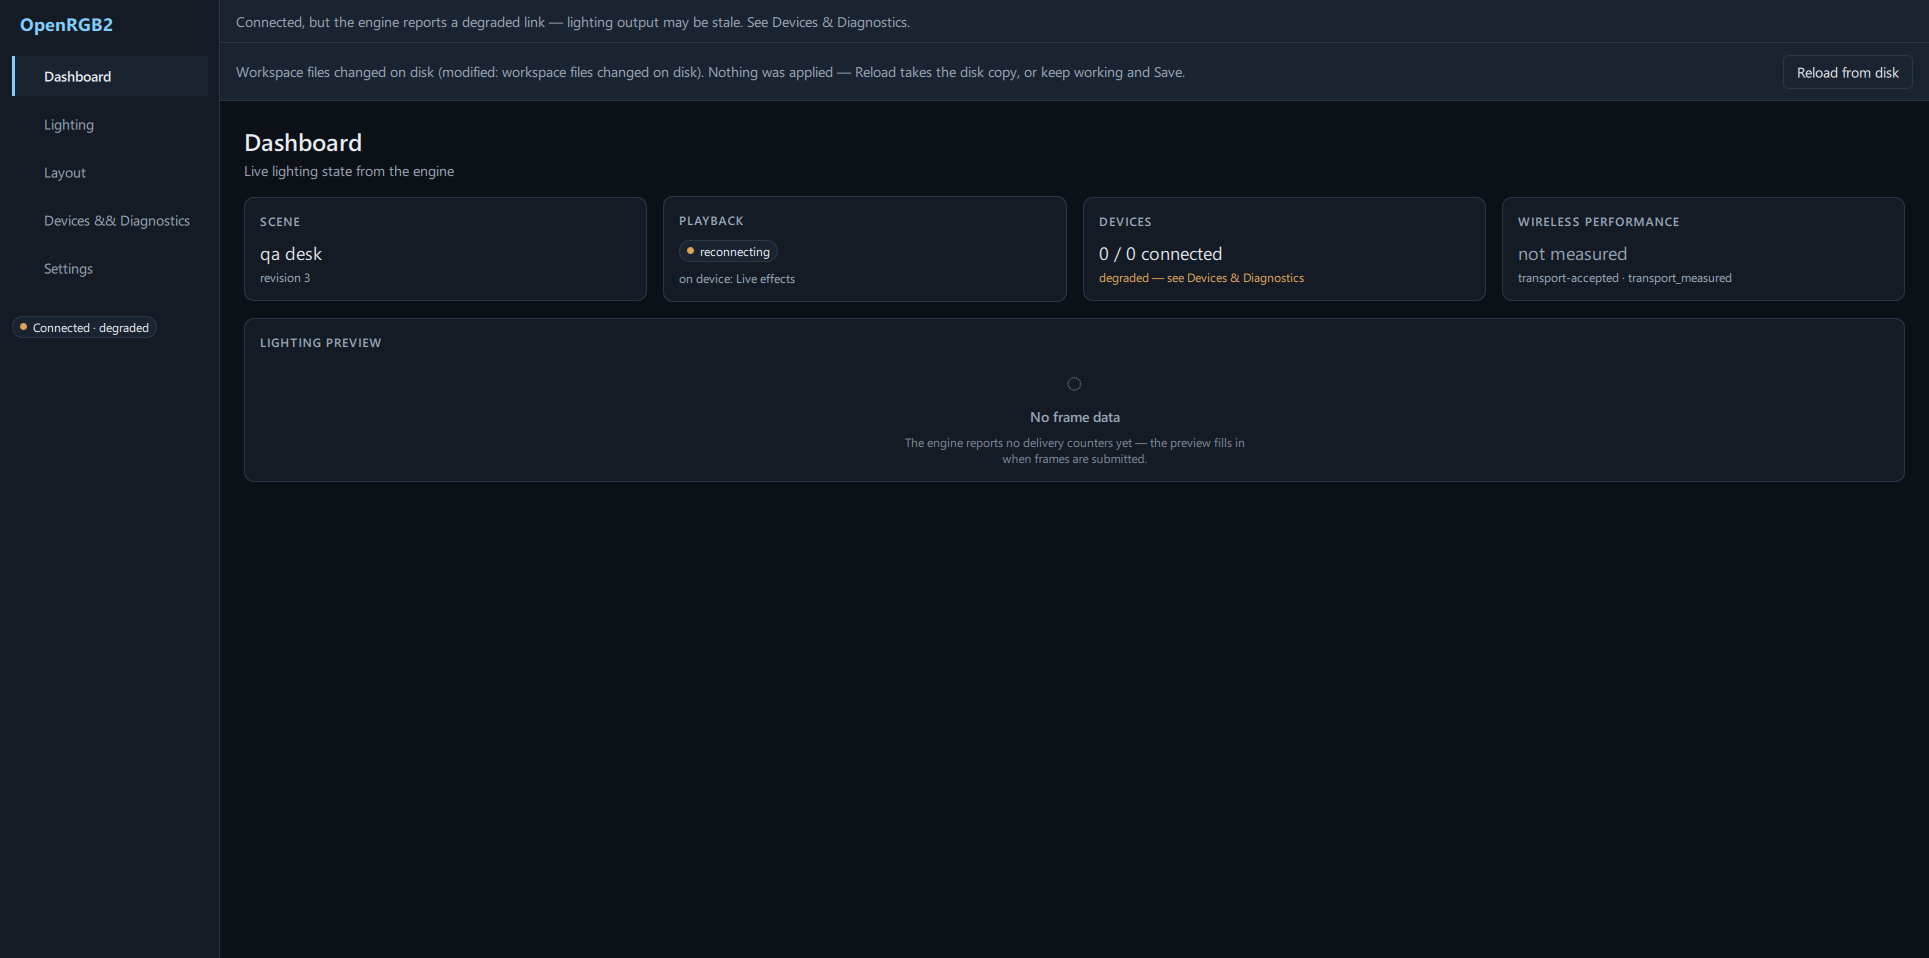 OpenRGB2
Dashboard
Lighting
Layout
Devices && Diagnostics
Settings
Connected · degraded
Connected, but the engine reports a degraded link — lighting output may be stale. See Devices & Diagnostics.
Workspace files changed on disk (modified: workspace files changed on disk). Nothing was applied — Reload takes the disk copy, or keep working and Save.
Reload from disk
Dashboard
Live lighting state from the engine
SCENE
qa desk
revision 3
PLAYBACK
reconnecting
on device: Live effects
DEVICES
0 / 0 connected
degraded — see Devices & Diagnostics
WIRELESS PERFORMANCE
not measured
transport-accepted · transport_measured
LIGHTING PREVIEW
No frame data
The engine reports no delivery counters yet — the preview fills in
when frames are submitted.